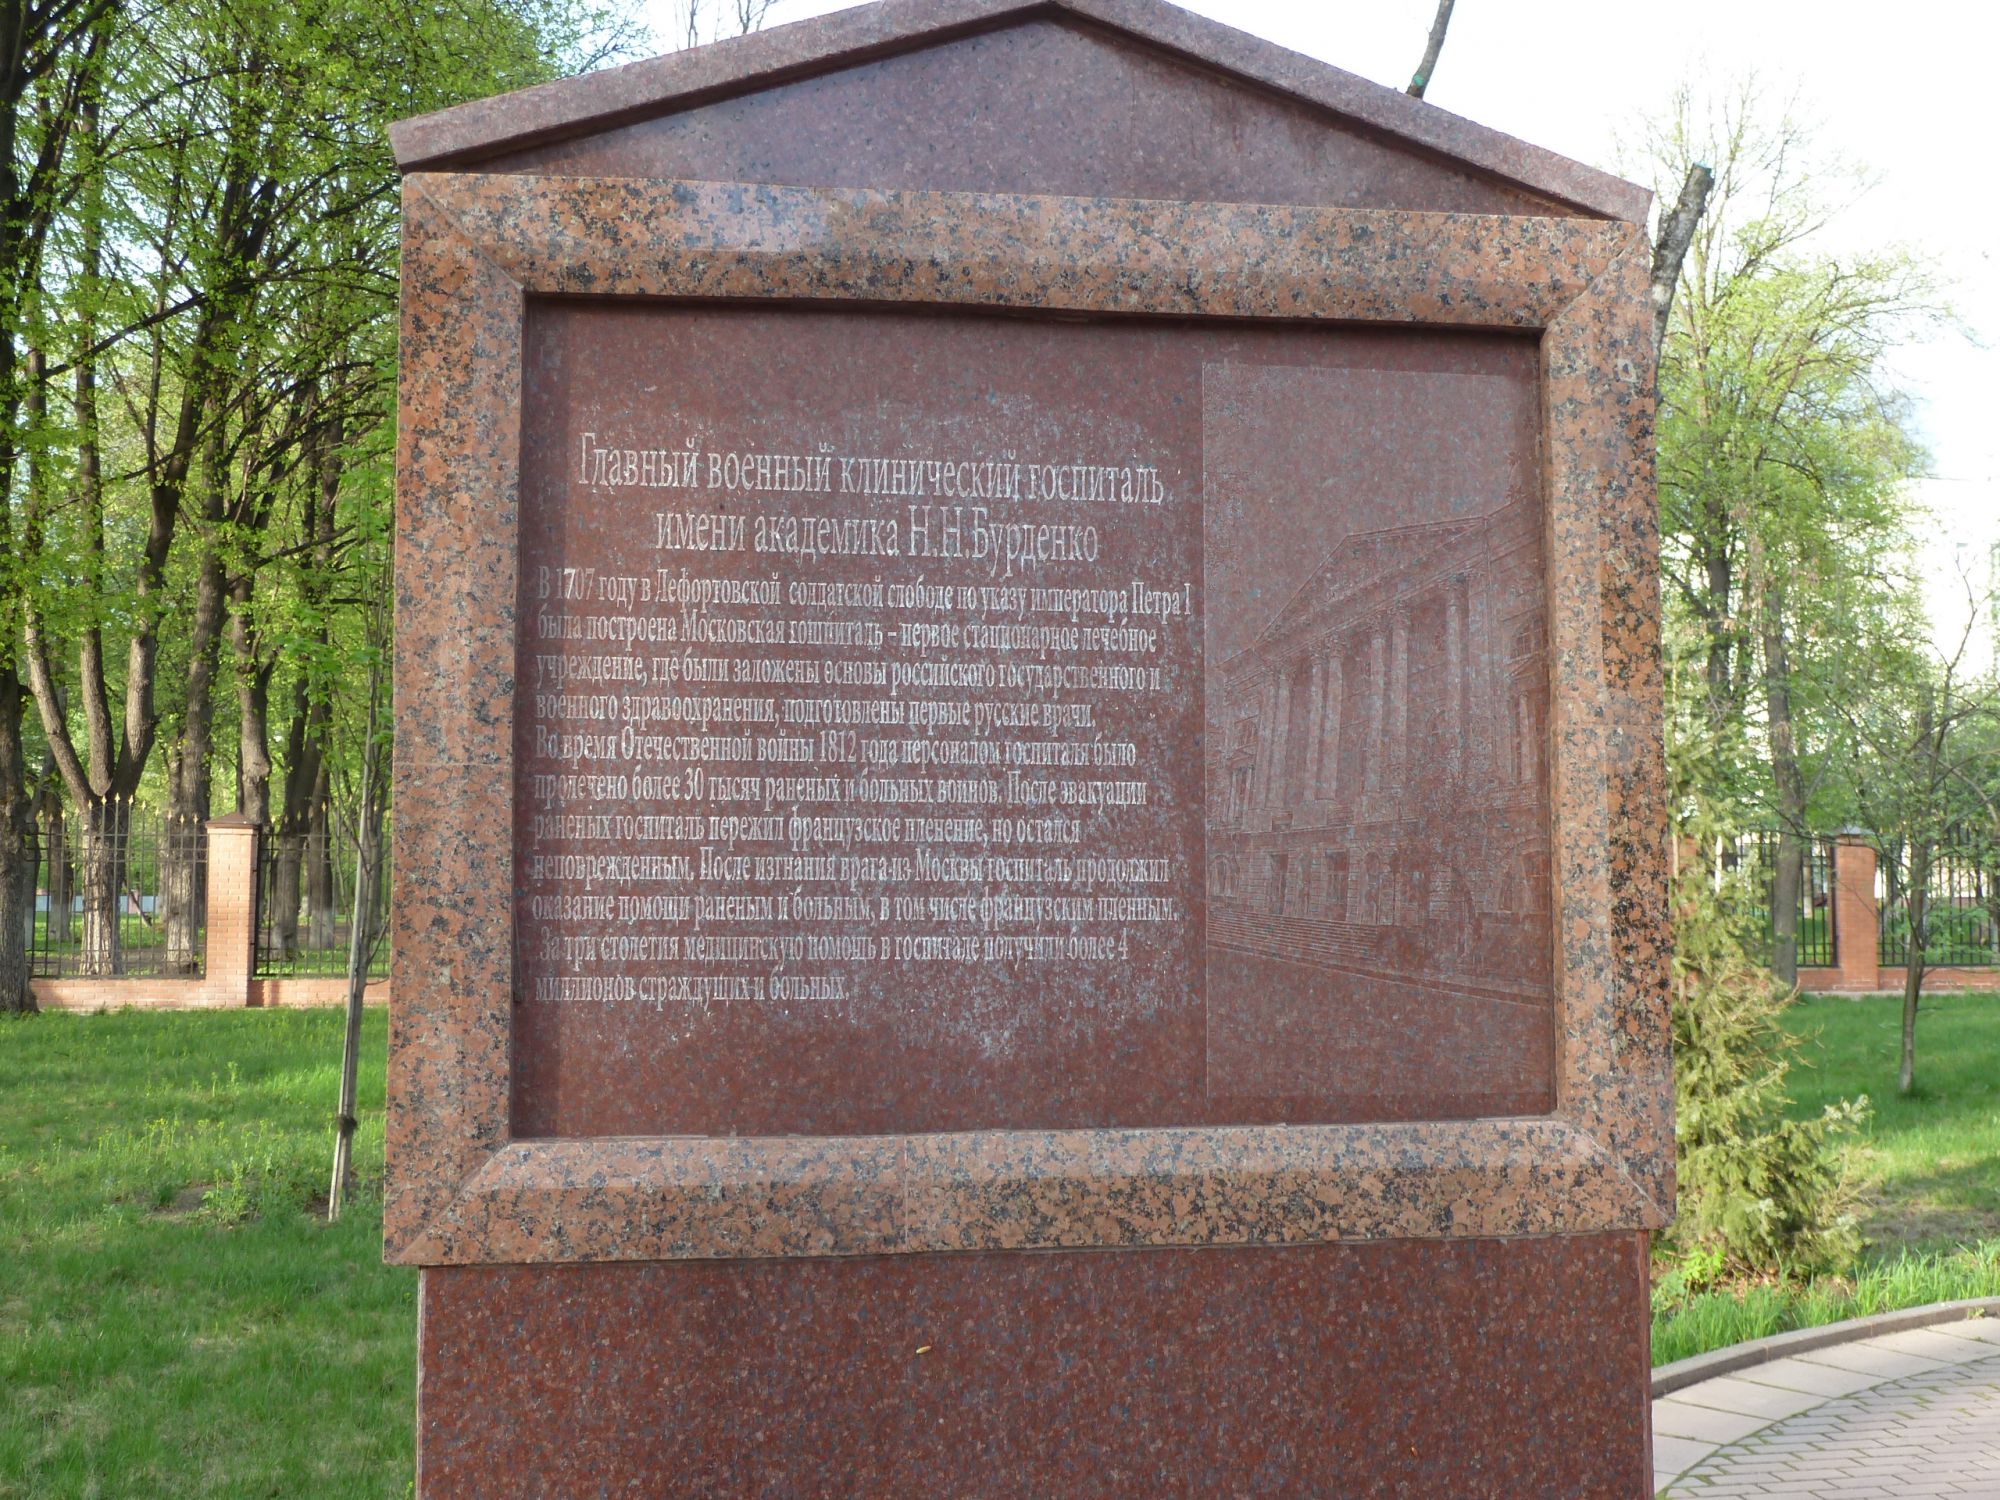 Главный военный клинический госпиталь
имени академика Н.Н.Бурденко
В 1707 году в Лефортовской солдатской слободе по указу императора Петра I
была построена Московская гошпиталь – первое стационарное лечебное
учреждение, где были заложены основы российского государственного и
военного здравоохранения, подготовлены первые русские врачи.
Во время Отечественной войны 1812 года персоналом госпиталя было
пролечено более 30 тысяч раненых и больных воинов. После эвакуации
раненых госпиталь пережил французское пленение, но остался
неповрежденным. После изгнания врага из Москвы госпиталь продолжил
оказание помощи раненым и больным, в том числе французским пленным.
За три столетия медицинскую помощь в госпитале получили более 4
миллионов страждущих и больных.